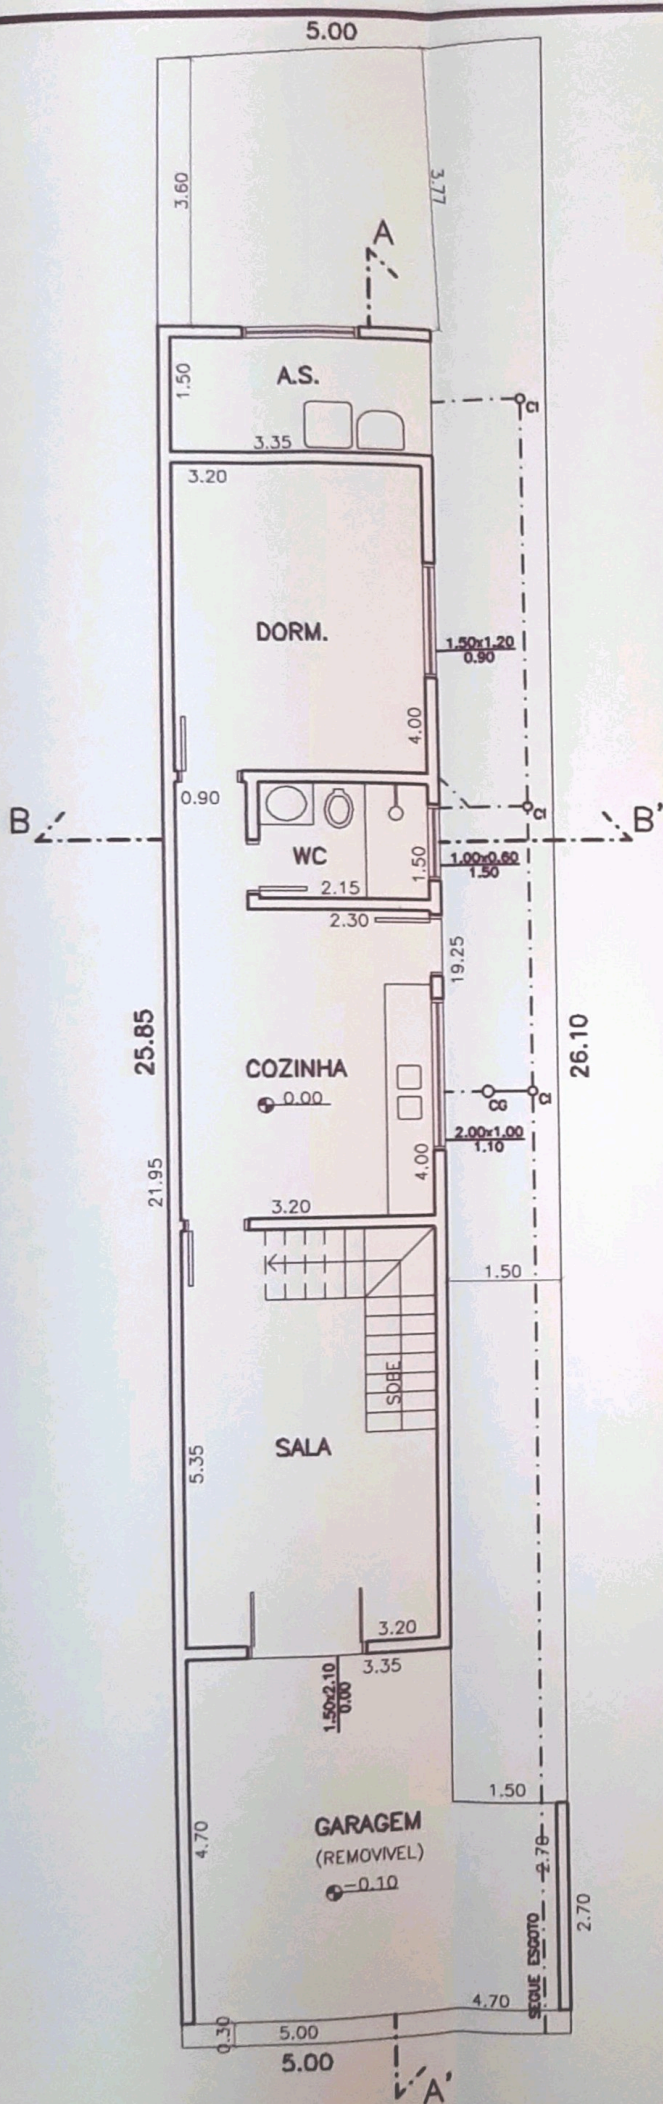 5.00
3.60
3.77
A
1.50
A.S.
3.35
CI
3.20
DORM.
1.50x1.20
0.90
4.00
0.90
B
B'
CI
WC
1.50
1.00x0.60
1.50
2.15
2.30
19.25
25.85
26.10
COZINHA
0.00
CG
CI
2.00x1.00
1.10
4.00
21.95
3.20
1.50
SOBE
SALA
5.35
3.20
3.35
1.50x2.10
0.00
1.50
GARAGEM
(REMOVIVEL)
-0.10
4.70
2.70
2.70
SEGUE ESGOTO
4.70
0.30
5.00
5.00
A'